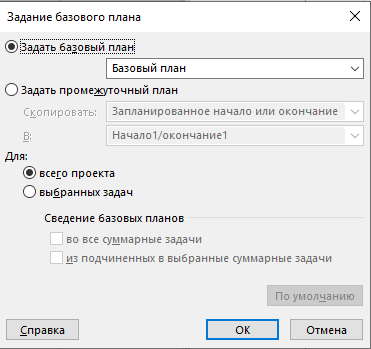 Задание базового плана
Задать базовый план
Базовый план
Задать промежуточный план
Скопировать: Запланированное начало или окончание
В: Начало1/окончание1
Для:
всего проекта
выбранных задач
Сведение базовых планов
во все суммарные задачи
из подчиненных в выбранные суммарные задачи
По умолчанию
Справка ОК Отмена